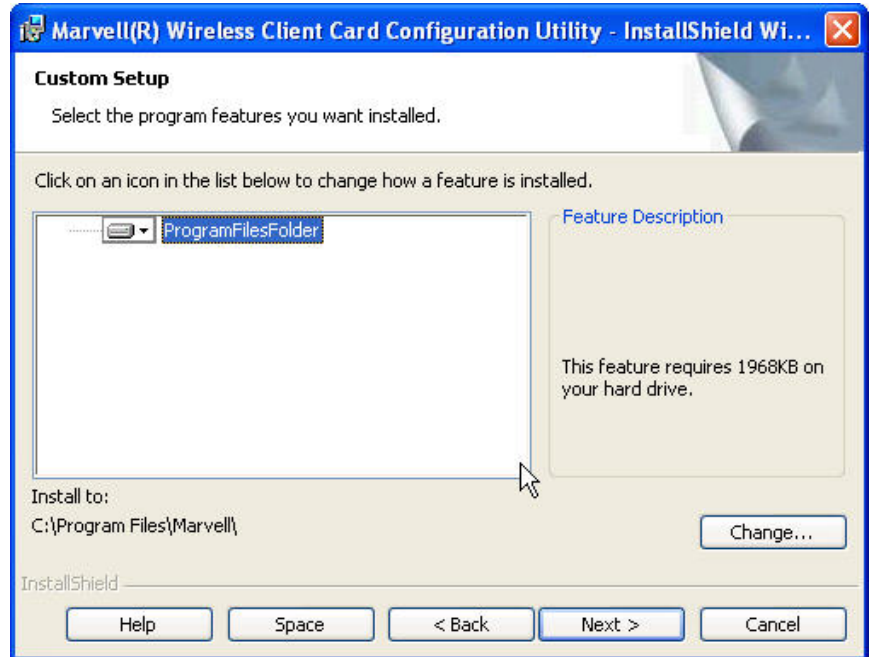 Marvell(R) Wireless Client Card Configuration Utility - InstallShield Wi...
Custom Setup
Select the program features you want installed.
Click on an icon in the list below to change how a feature is installed.
ProgramFilesFolder
Feature Description
This feature requires 1968KB on
your hard drive.
Install to:
C:\Program Files\Marvell\
Change...
InstallShield
Help
Space
< Back
Next >
Cancel